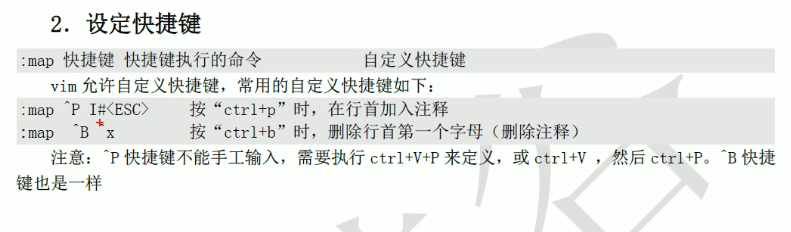 2．设定快捷键
:map 快捷键 快捷键执行的命令 自定义快捷键
vim 允许自定义快捷键，常用的自定义快捷键如下：
:map ^P I#<ESC> 按“ctrl+p”时，在行首加入注释
:map ^B ^x 按“ctrl+b”时，删除行首第一个字母（删除注释）
注意：^P 快捷键不能手工输入，需要执行 ctrl+V+P 来定义，或 ctrl+V ，然后 ctrl+P。^B 快捷
键也是一样